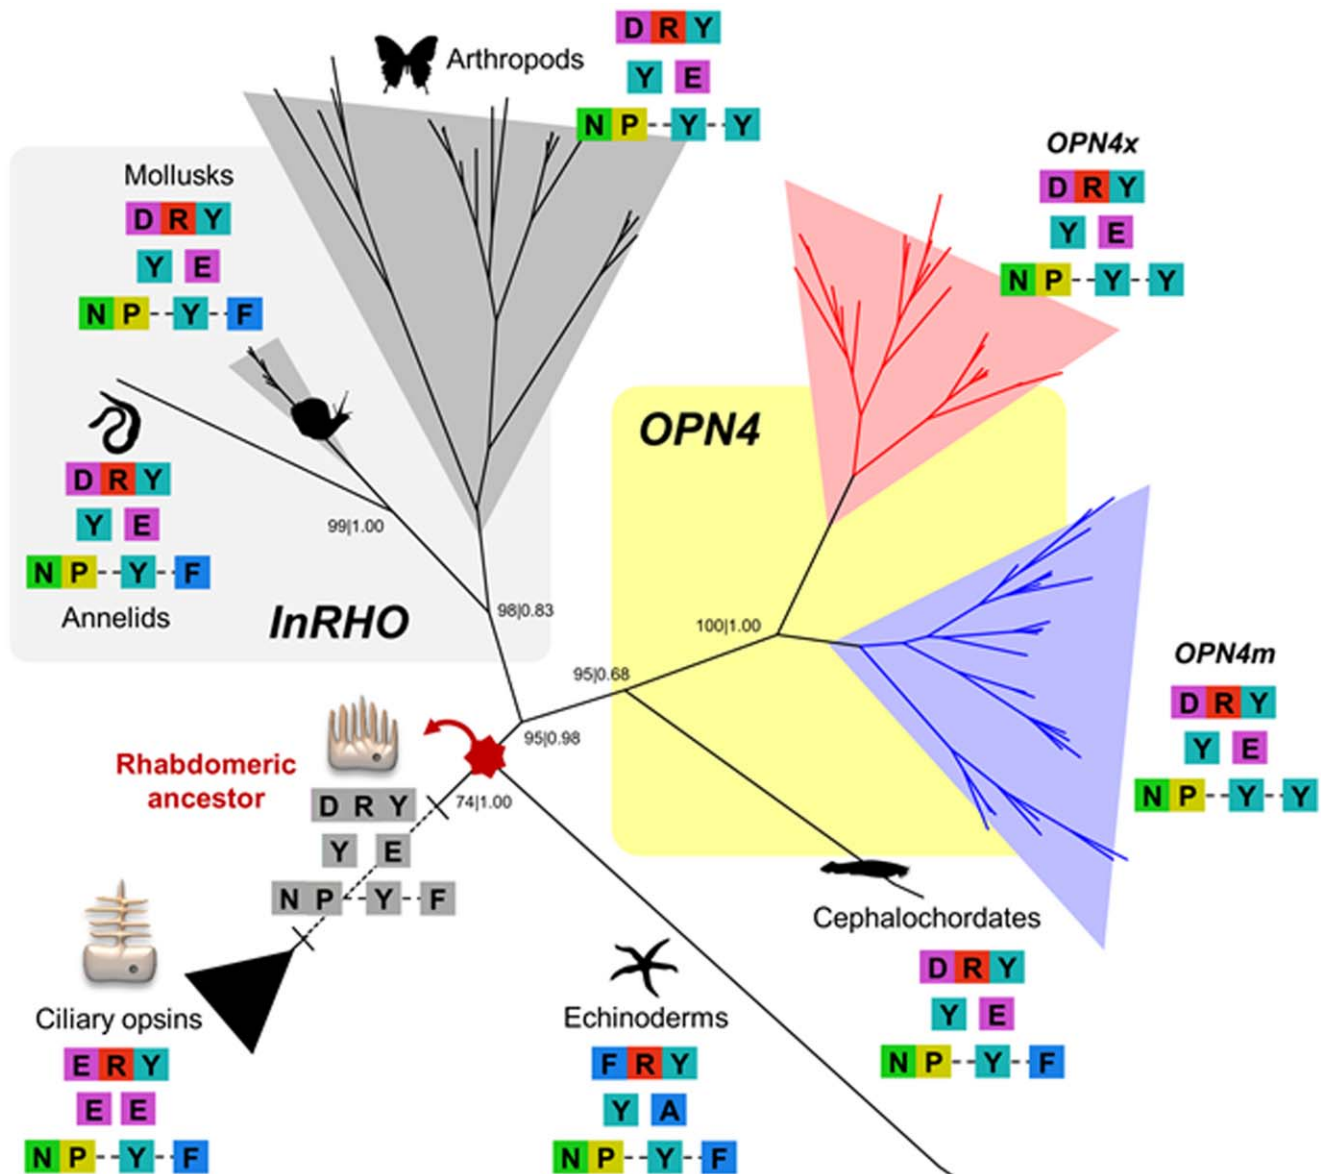 Arthropods
D R Y
Y E
N P--Y--Y
Mollusks
D R Y
Y E
N P--Y--F
D R Y
Y E
N P--Y--F
Annelids
InRHO
99|1.00
98|0.83
OPN4x
D R Y
Y E
N P--Y--Y
OPN4
100|1.00
95|0.68
95|0.98
74|1.00
OPN4m
D R Y
Y E
N P--Y--Y
Rhabdomeric
ancestor
D R Y
Y E
N P--Y--F
Ciliary opsins
E R Y
E E
N P--Y--F
Echinoderms
F R Y
Y A
N P--Y--F
Cephalochordates
D R Y
Y E
N P--Y--F